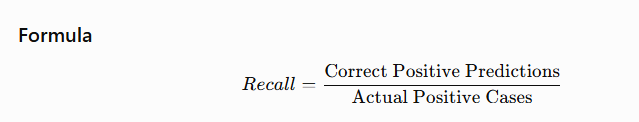 Formula
Recall = Correct Positive Predictions / Actual Positive Cases